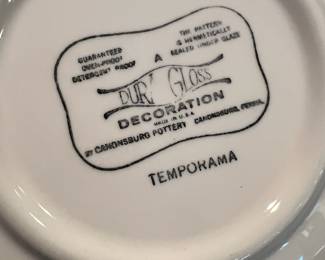 GUARANTEED
OVEN-PROOF
DETERGENT PROOF
A
THE PATTERN
IS HERMETICALLY
SEALED UNDER GLAZE
DURA GLOSS
DECORATION
MADE IN U.S.A.
BY CANONSBURG POTTERY CANONSBURG, PENNA.
TEMPORAMA